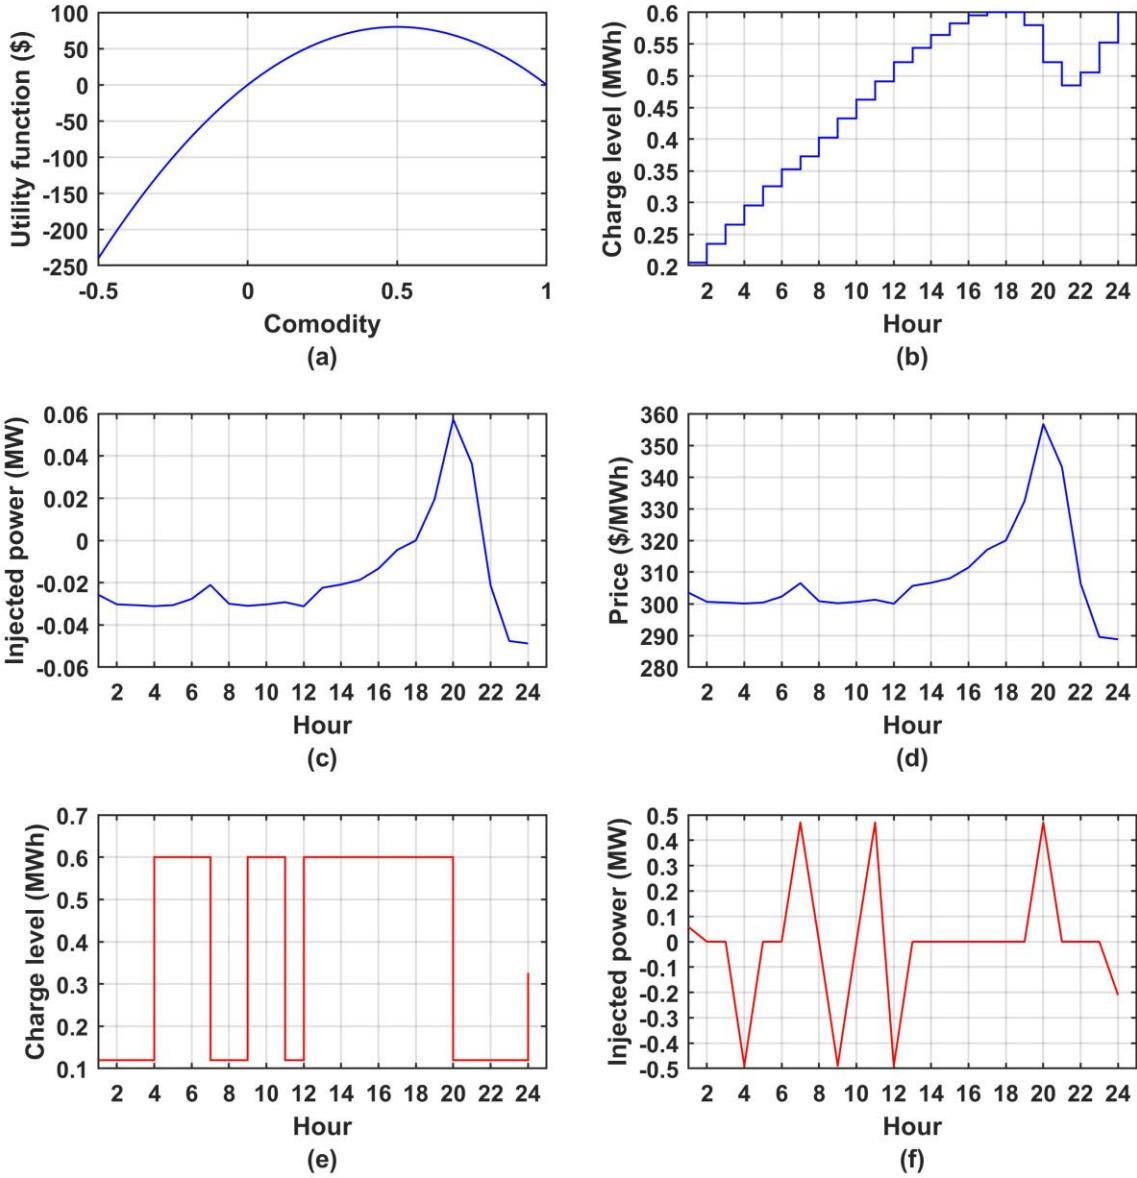 Utility function ($)
100
50
0
-50
-100
-150
-200
-250
-0.5 0 0.5 1
Comodity
(a)
Charge level (MWh)
0.6
0.55
0.5
0.45
0.4
0.35
0.3
0.25
0.2
2 4 6 8 10 12 14 16 18 20 22 24
Hour
(b)
Injected power (MW)
0.06
0.04
0.02
0
-0.02
-0.04
-0.06
2 4 6 8 10 12 14 16 18 20 22 24
Hour
(c)
Price ($/MWh)
360
350
340
330
320
310
300
290
280
2 4 6 8 10 12 14 16 18 20 22 24
Hour
(d)
Charge level (MWh)
0.7
0.6
0.5
0.4
0.3
0.2
0.1
2 4 6 8 10 12 14 16 18 20 22 24
Hour
(e)
Injected power (MW)
0.5
0.4
0.3
0.2
0.1
0
-0.1
-0.2
-0.3
-0.4
-0.5
2 4 6 8 10 12 14 16 18 20 22 24
Hour
(f)